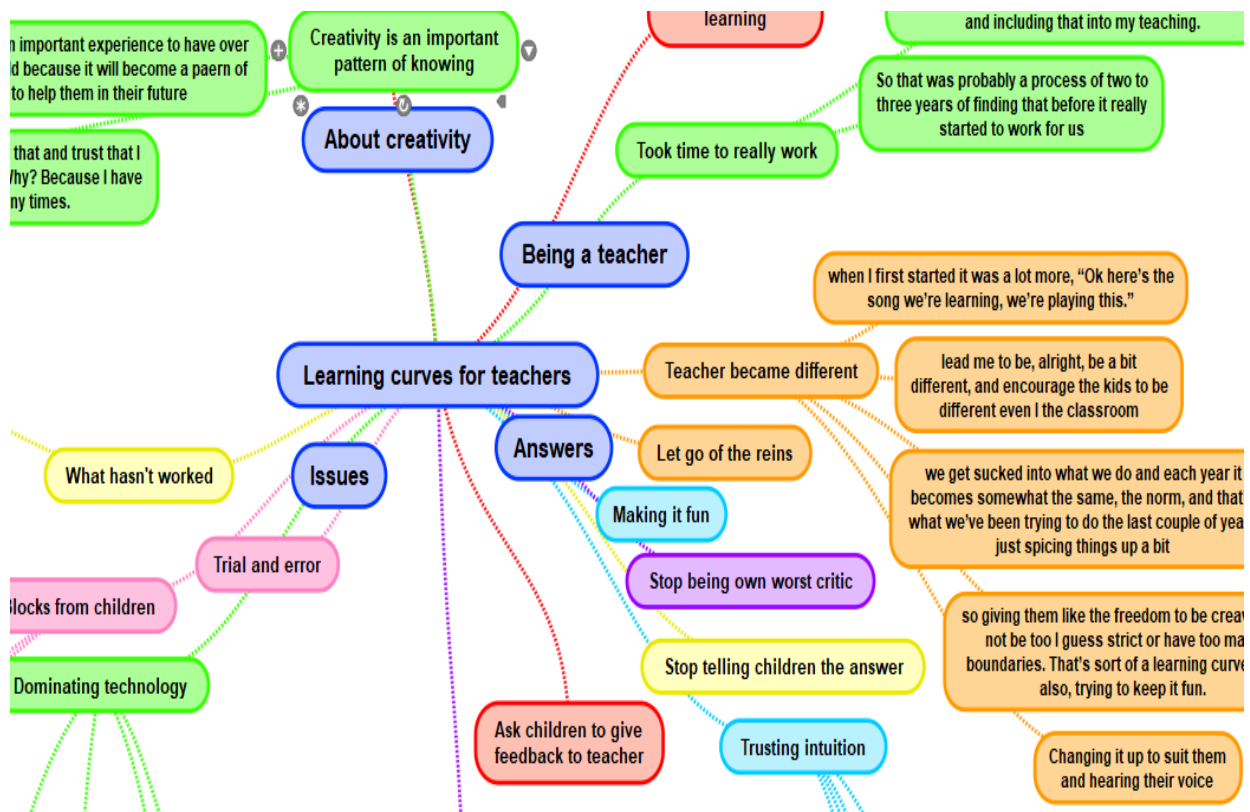 learning
and including that into my teaching.
n important experience to have over
ld because it will become a paern of
to help them in their future
Creativity is an important
pattern of knowing
that and trust that I
Why? Because I have
ny times.
About creativity
So that was probably a process of two to
three years of finding that before it really
started to work for us
Took time to really work
Being a teacher
when I first started it was a lot more, “Ok here’s the
song we’re learning, we’re playing this.”
Learning curves for teachers
Teacher became different
lead me to be, alright, be a bit
different, and encourage the kids to be
different even I the classroom
Answers
Let go of the reins
What hasn't worked
Issues
we get sucked into what we do and each year it
becomes somewhat the same, the norm, and that'
what we’ve been trying to do the last couple of yea
just spicing things up a bit
Making it fun
Trial and error
Stop being own worst critic
Blocks from children
so giving them like the freedom to be creav
not be too I guess strict or have too ma
boundaries. That’s sort of a learning curve
also, trying to keep it fun.
Stop telling children the answer
Dominating technology
Ask children to give
feedback to teacher
Trusting intuition
Changing it up to suit them
and hearing their voice